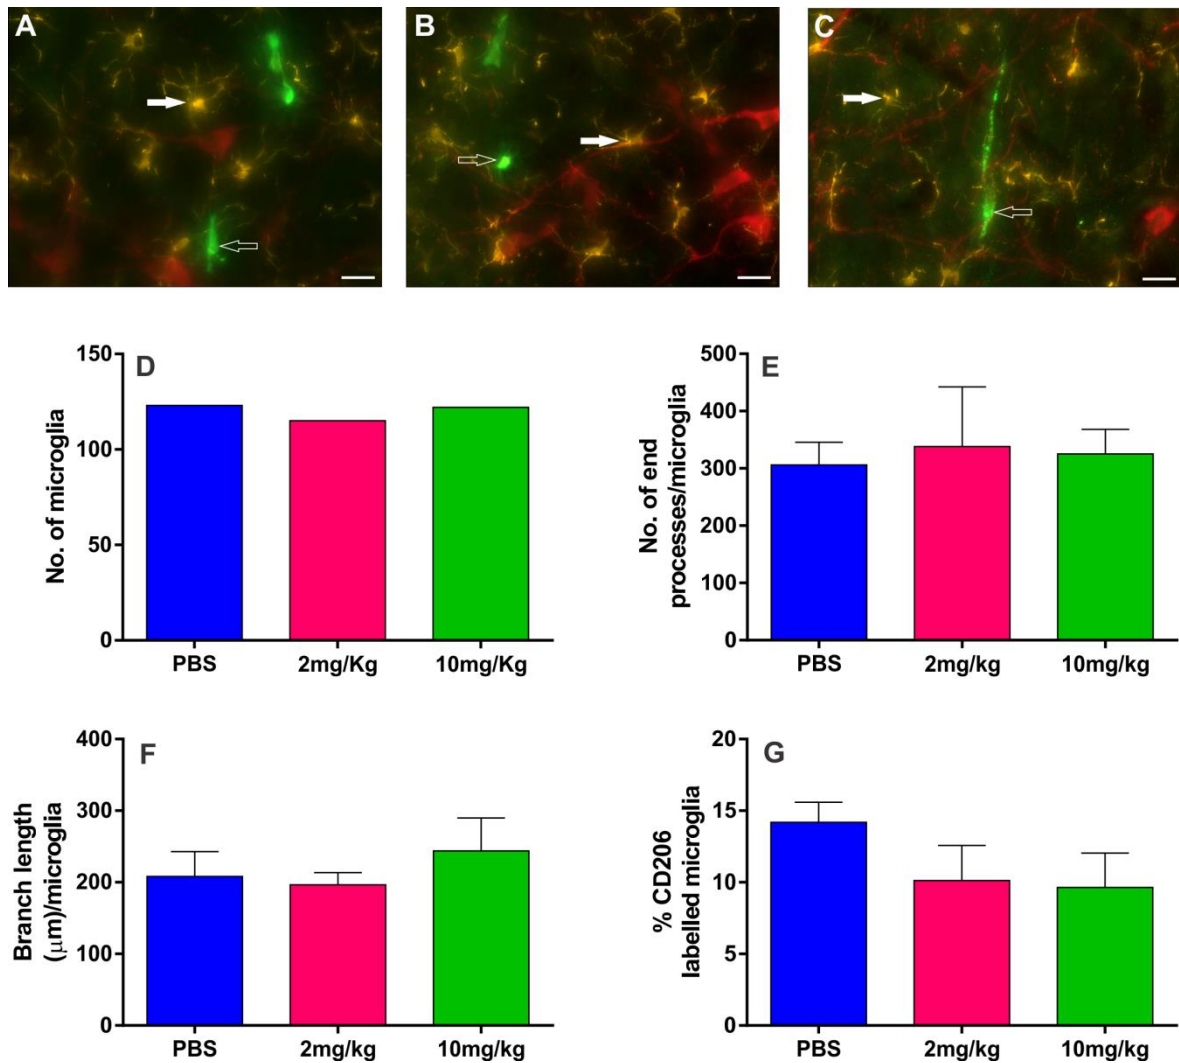 A
B
C
D
No. of microglia
150
100
50
0
PBS
2mg/Kg
10mg/Kg
E
No. of end
processes/microglia
500
400
300
200
100
0
PBS
2mg/kg
10mg/kg
F
Branch length
(μm)/microglia
400
300
200
100
0
PBS
2mg/kg
10mg/kg
G
% CD206
labelled microglia
20
15
10
5
0
PBS
2mg/kg
10mg/kg